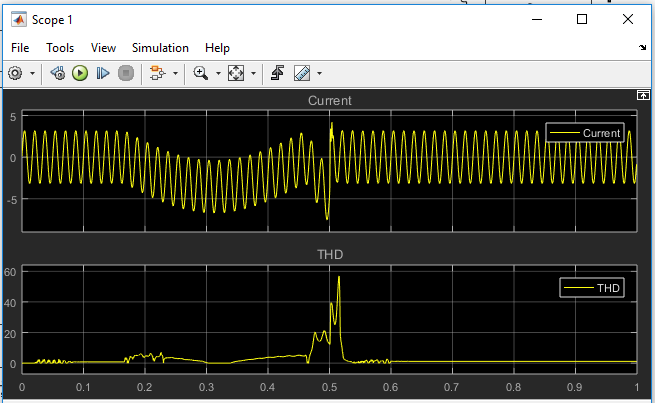 Scope 1
File Tools View Simulation Help
Current
5
0
-5
Current
THD
60
40
20
0
THD
0 0.1 0.2 0.3 0.4 0.5 0.6 0.7 0.8 0.9 1